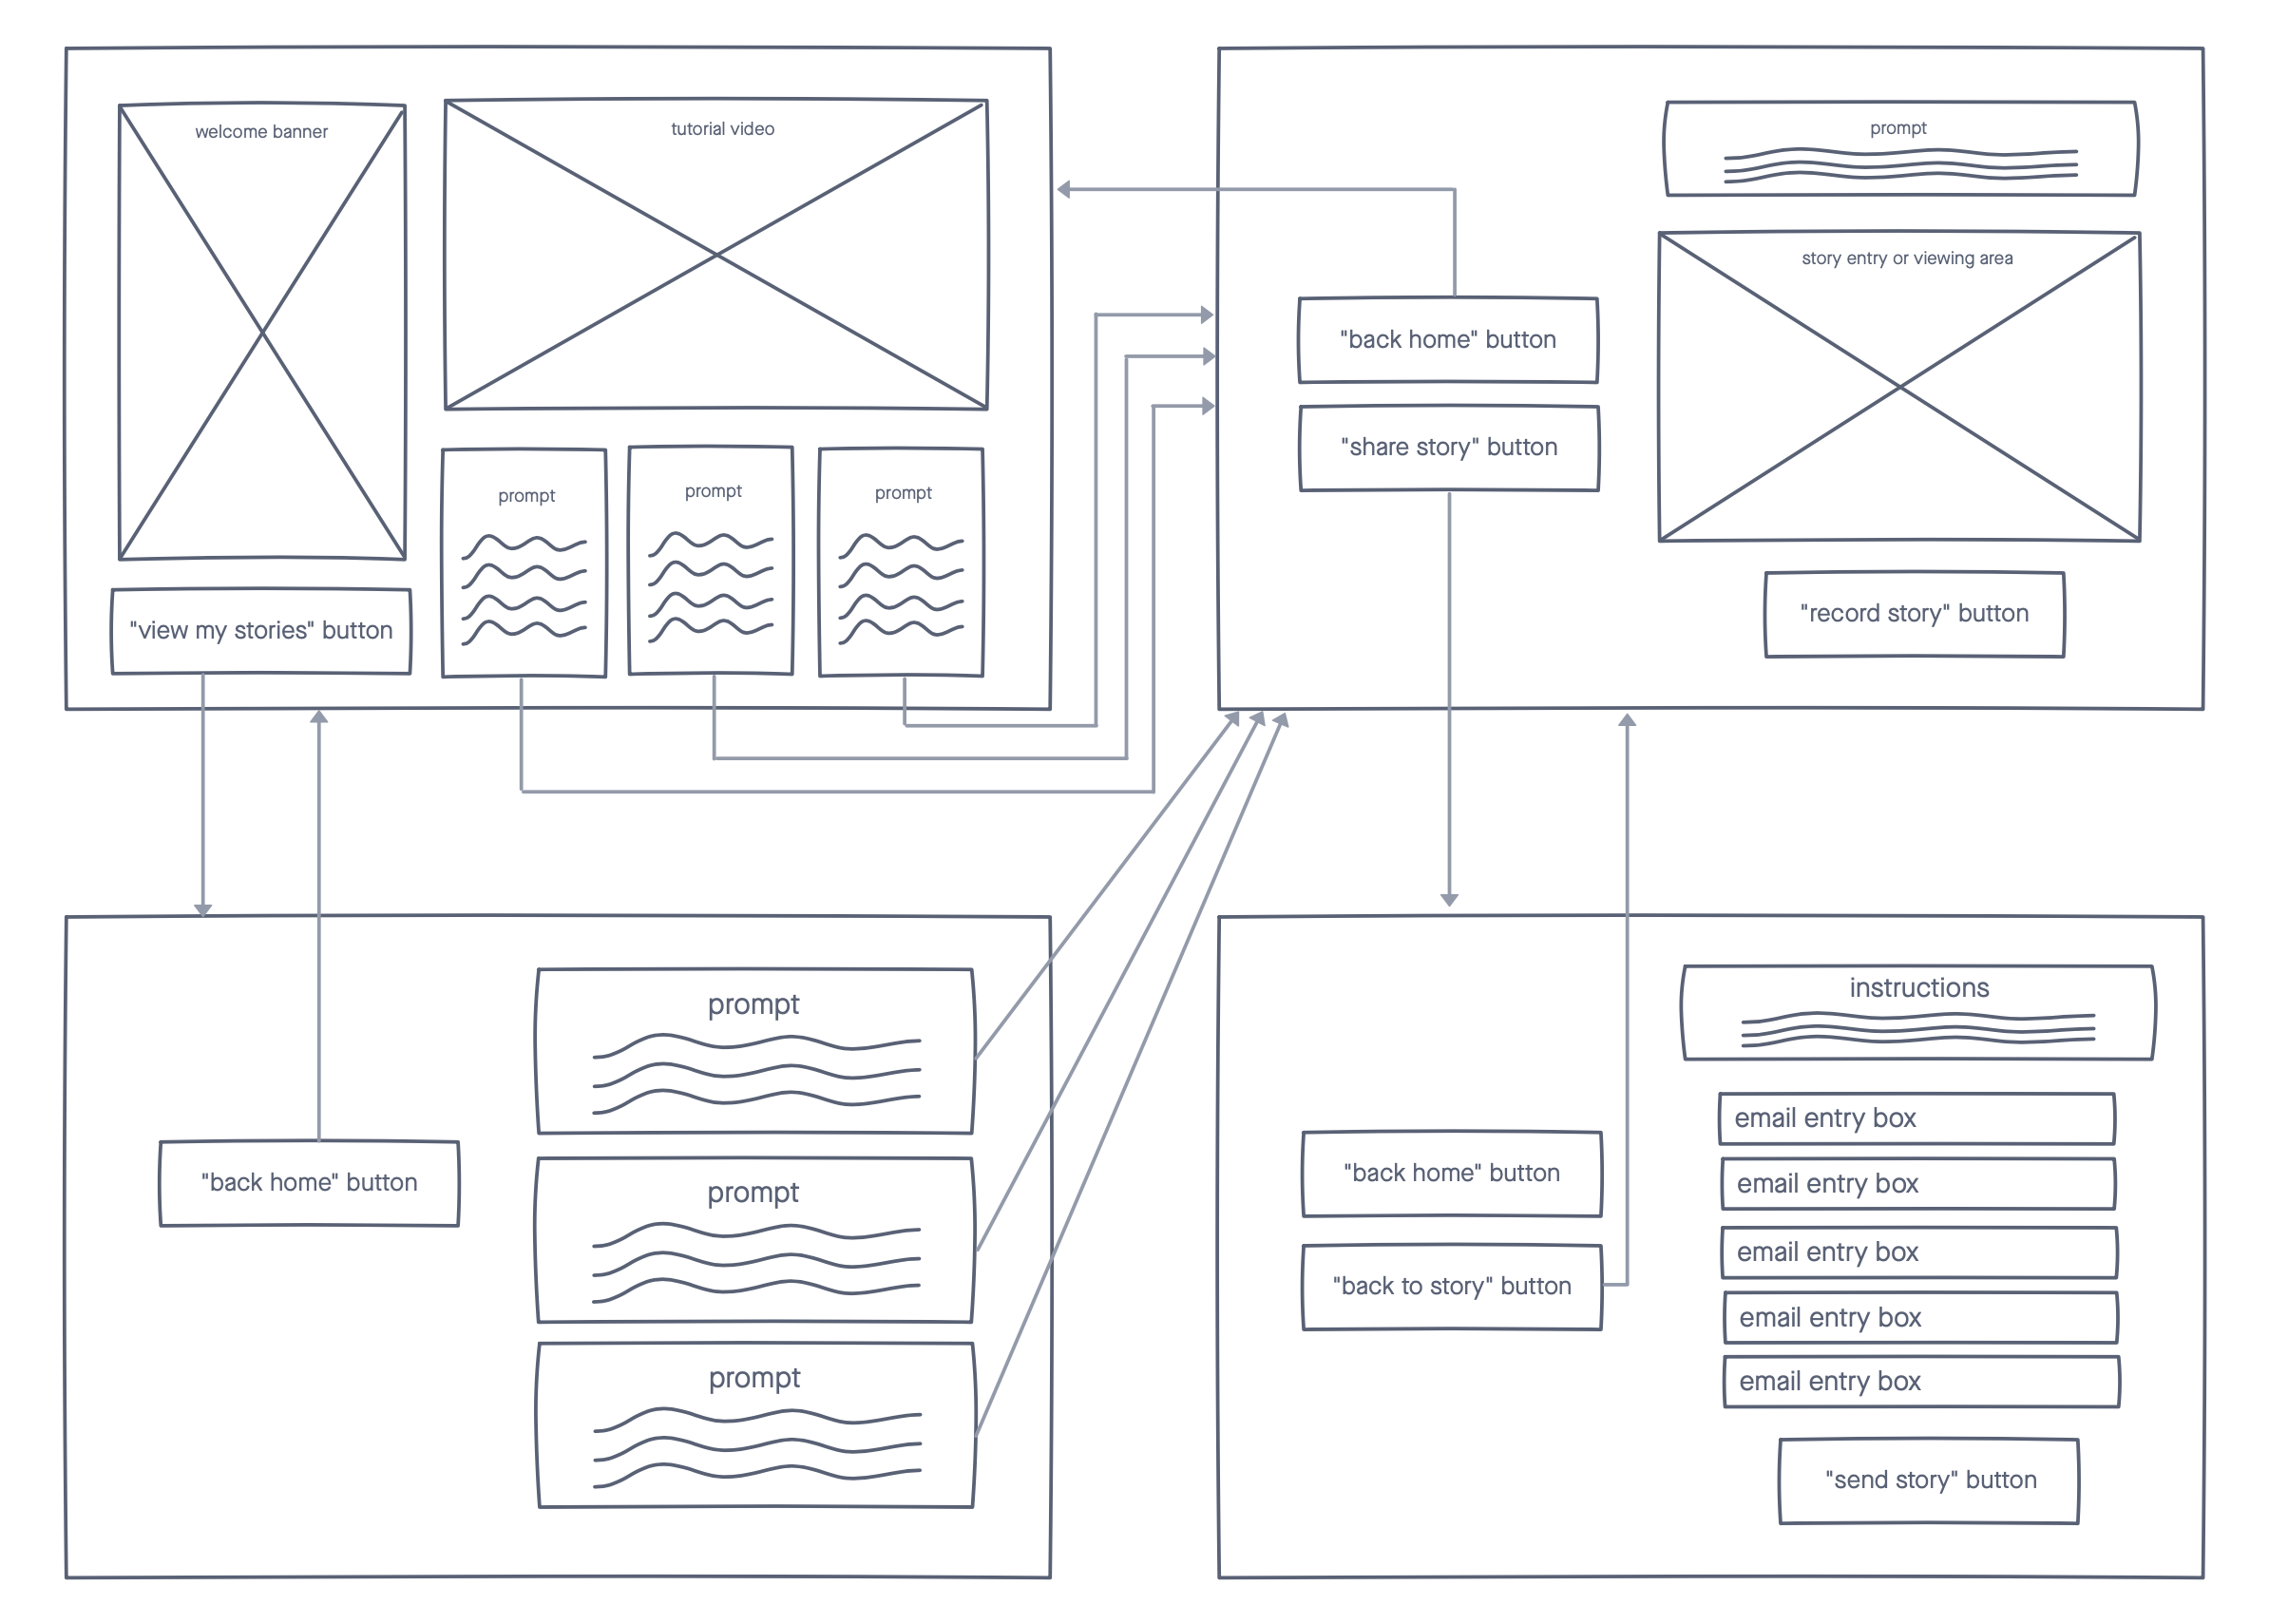 welcome banner
tutorial video
prompt
prompt
prompt
"view my stories" button
prompt
story entry or viewing area
"back home" button
"share story" button
"record story" button
"back home" button
prompt
prompt
prompt
instructions
email entry box
email entry box
email entry box
email entry box
email entry box
"back home" button
"back to story" button
"send story" button